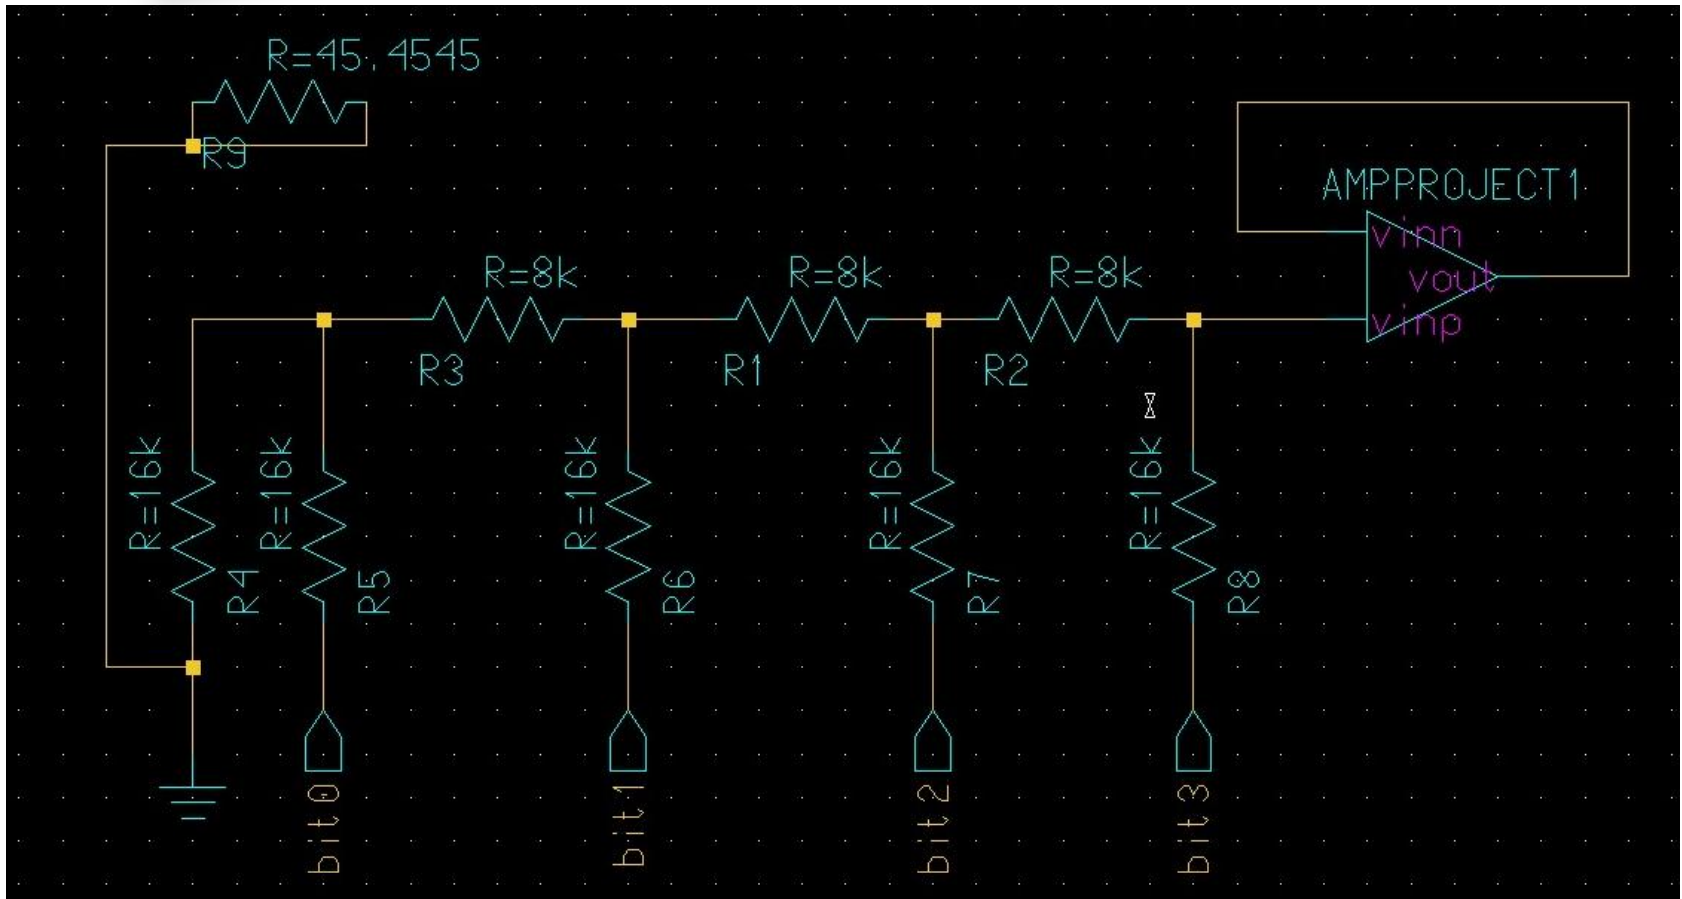 R=45.4545
R9
AMPPROJECT1
vinn
vout
vinp
R=8k
R=8k
R=8k
R3
R1
R2
R=16k
R=16k
R=16k
R=16k
R=16k
R4
R5
R6
R7
R8
bit0
bit1
bit2
bit3